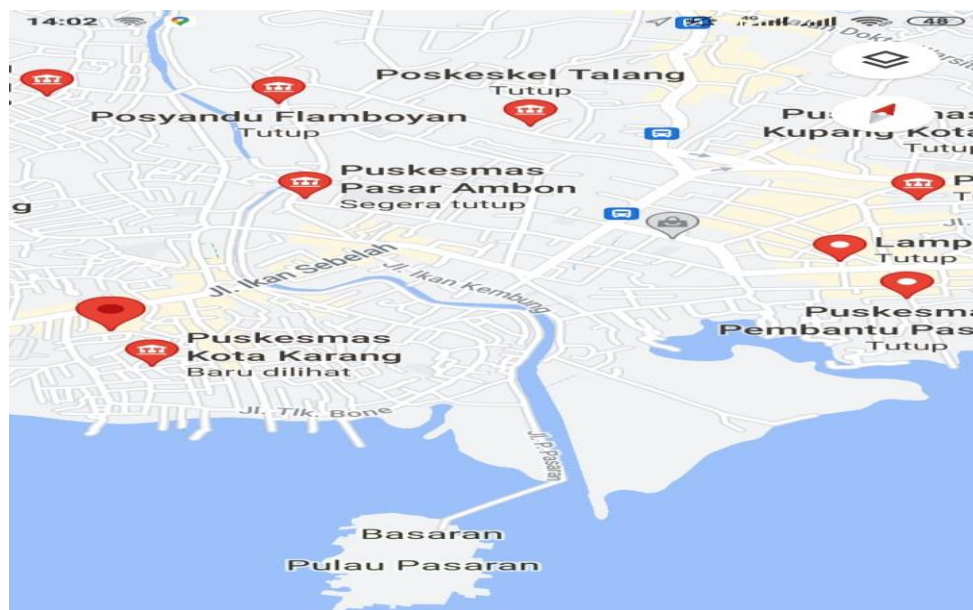 14:02
4G
48
Poskeskel Talang
Tutup
Posyandu Flamboyan
Tutup
Kupang Kota
Tutup
Puskesmas
Pasar Ambon
Segera tutup
Jl. Ikan Sebelah
Jl. Ikan Kembung
Lamp
Tutup
Puskesma
Pembantu Pas
Tutup
Puskesmas
Kota Karang
Baru dilihat
Jl. Tlk. Bone
Jl. P. Pasaran
Basaran
Pulau Pasaran